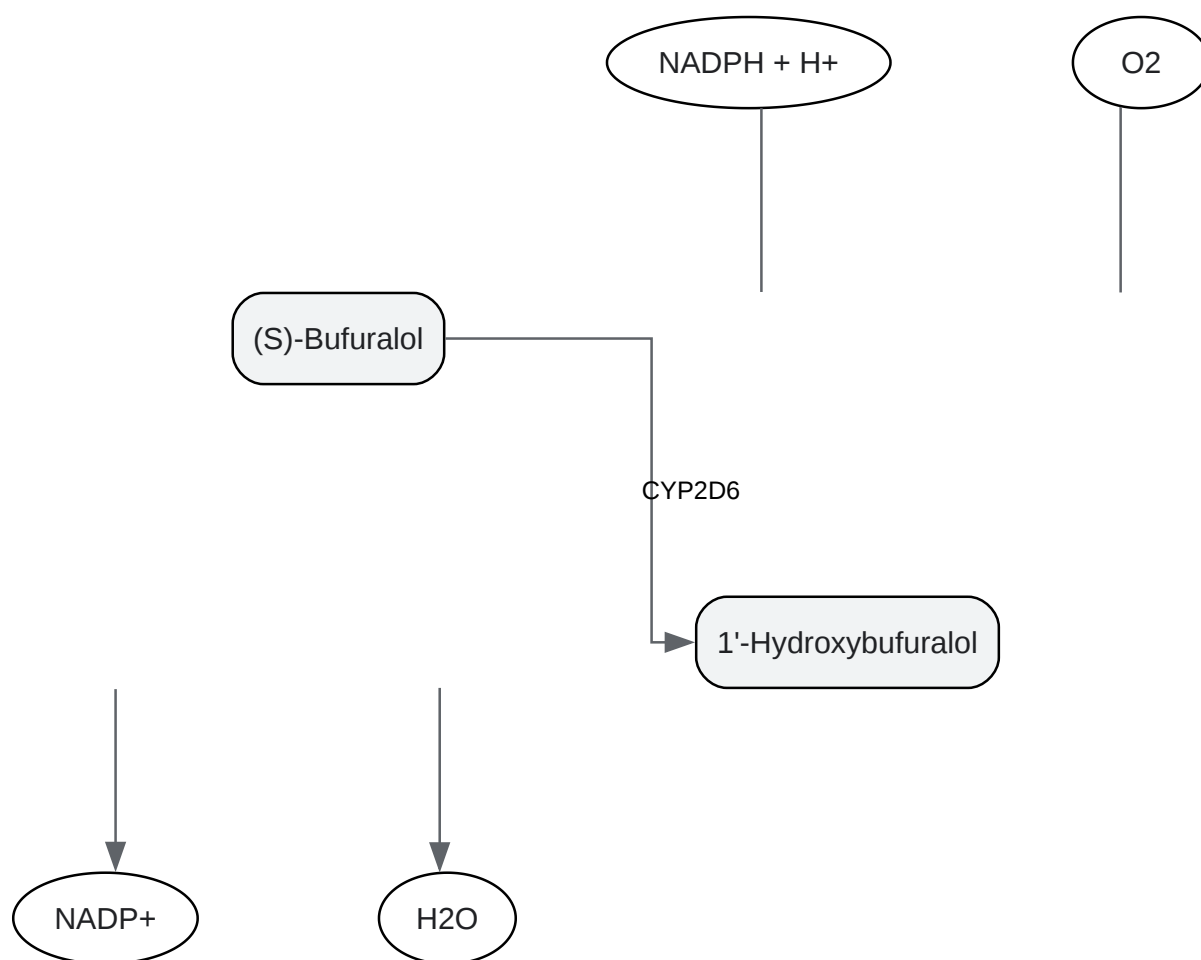 NADPH + H+
O2
(S)-Bufuralol
CYP2D6
1'-Hydroxybufuralol
NADP+
H2O